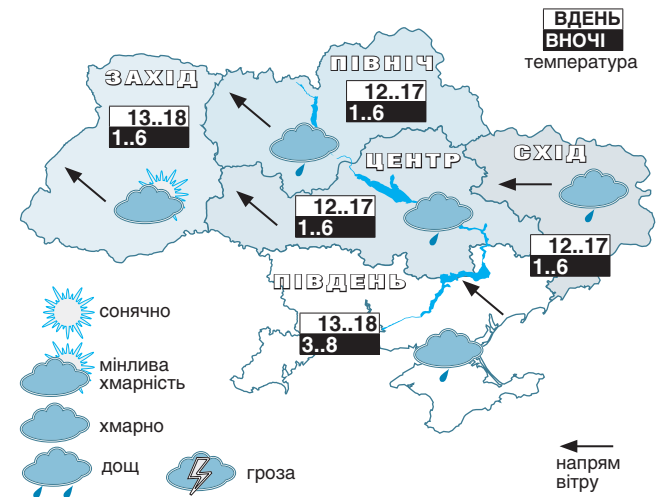 ВДЕНЬ
ВНОЧІ
температура
ЗАХІД
13..18
1..6
ПІВНІЧ
12..17
1..6
ЦЕНТР
12..17
1..6
СХІД
12..17
1..6
ПІВДЕНЬ
13..18
3..8
сонячно
мінлива
хмарність
хмарно
дощ
гроза
напрям
вітру